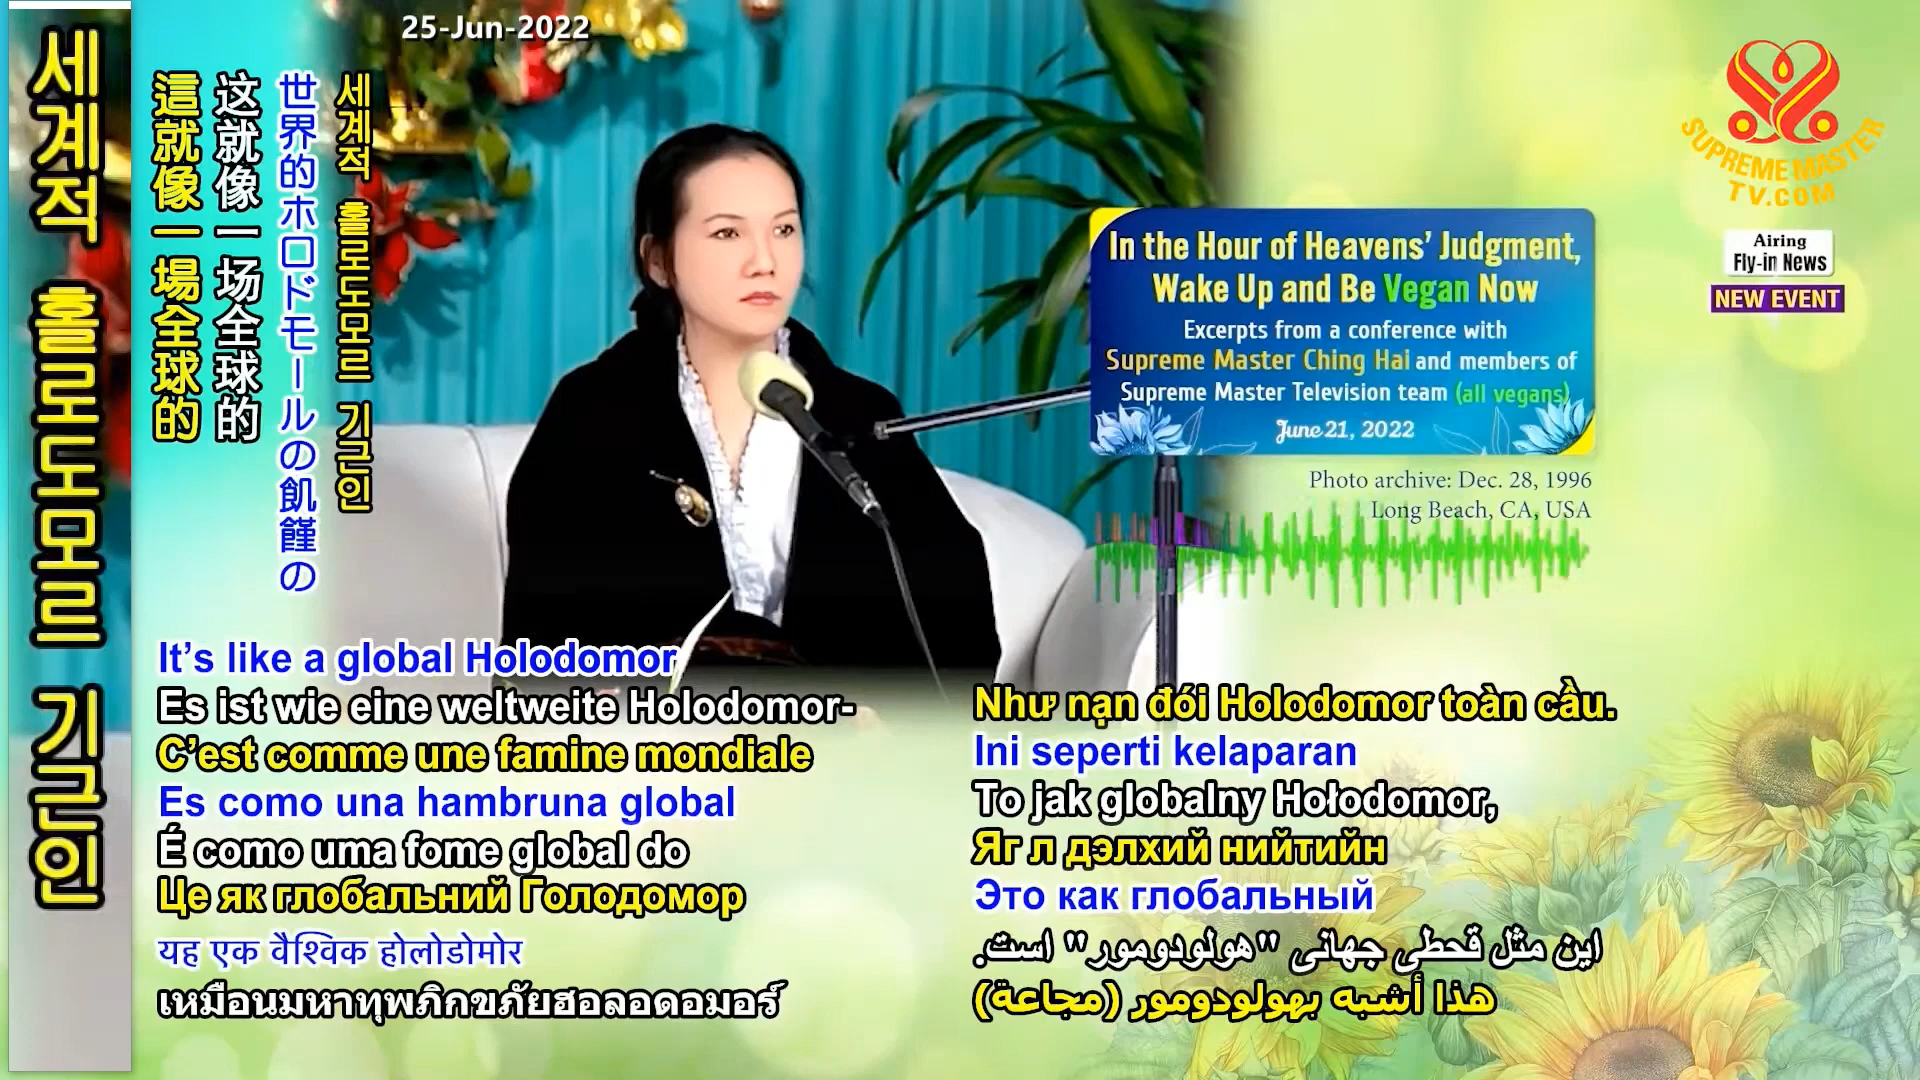 25-Jun-2022
세계적 홀로도모르 기근인
這就像一場全球的
这就像一场全球的
世界的ホロドモールの飢饉の
세계적 홀로도모르 기근인
SUPREME MASTER
TV.COM
Airing
Fly-in News
NEW EVENT
In the Hour of Heavens’ Judgment,
Wake Up and Be Vegan Now
Excerpts from a conference with
Supreme Master Ching Hai and members of
Supreme Master Television team (all vegans)
June 21, 2022
Photo archive: Dec. 28, 1996
Long Beach, CA, USA
It’s like a global Holodomor
Es ist wie eine weltweite Holodomor-
C’est comme une famine mondiale
Es como una hambruna global
É como uma fome global do
Це як глобальний Голодомор
यह एक वैश्विक होलोडोमोर
เหมือนมหาทุพภิกขภัยฮอลอดอมอร์
Như nạn đói Holodomor toàn cầu.
Ini seperti kelaparan
To jak globalny Hołodomor,
Яг л дэлхий нийтийн
Это как глобальный
این مثل قحطی جهانی "هولودومور" است.
هذا أشبه بهولودومور (مجاعة)